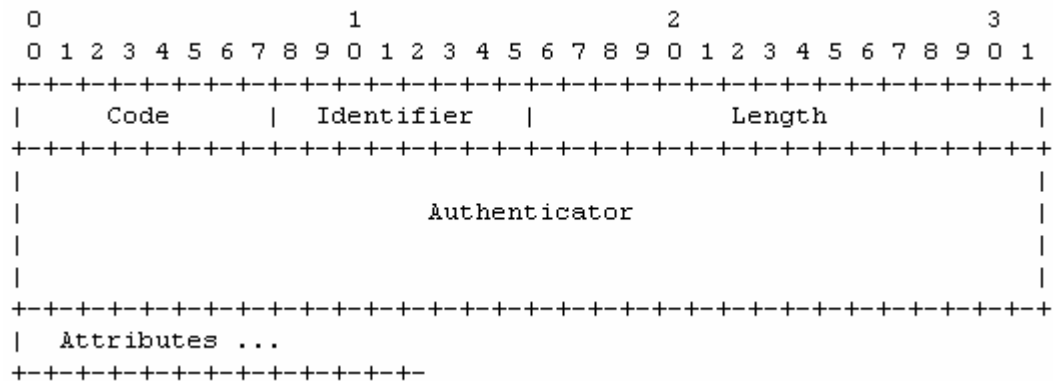 0                   1                   2                   3
 0 1 2 3 4 5 6 7 8 9 0 1 2 3 4 5 6 7 8 9 0 1 2 3 4 5 6 7 8 9 0 1
+-+-+-+-+-+-+-+-+-+-+-+-+-+-+-+-+-+-+-+-+-+-+-+-+-+-+-+-+-+-+-+-+
|     Code      |  Identifier   |            Length             |
+-+-+-+-+-+-+-+-+-+-+-+-+-+-+-+-+-+-+-+-+-+-+-+-+-+-+-+-+-+-+-+-+
|                                                               |
|                         Authenticator                         |
|                                                               |
|                                                               |
+-+-+-+-+-+-+-+-+-+-+-+-+-+-+-+-+-+-+-+-+-+-+-+-+-+-+-+-+-+-+-+-+
|  Attributes ...
+-+-+-+-+-+-+-+-+-+-+-+-+-